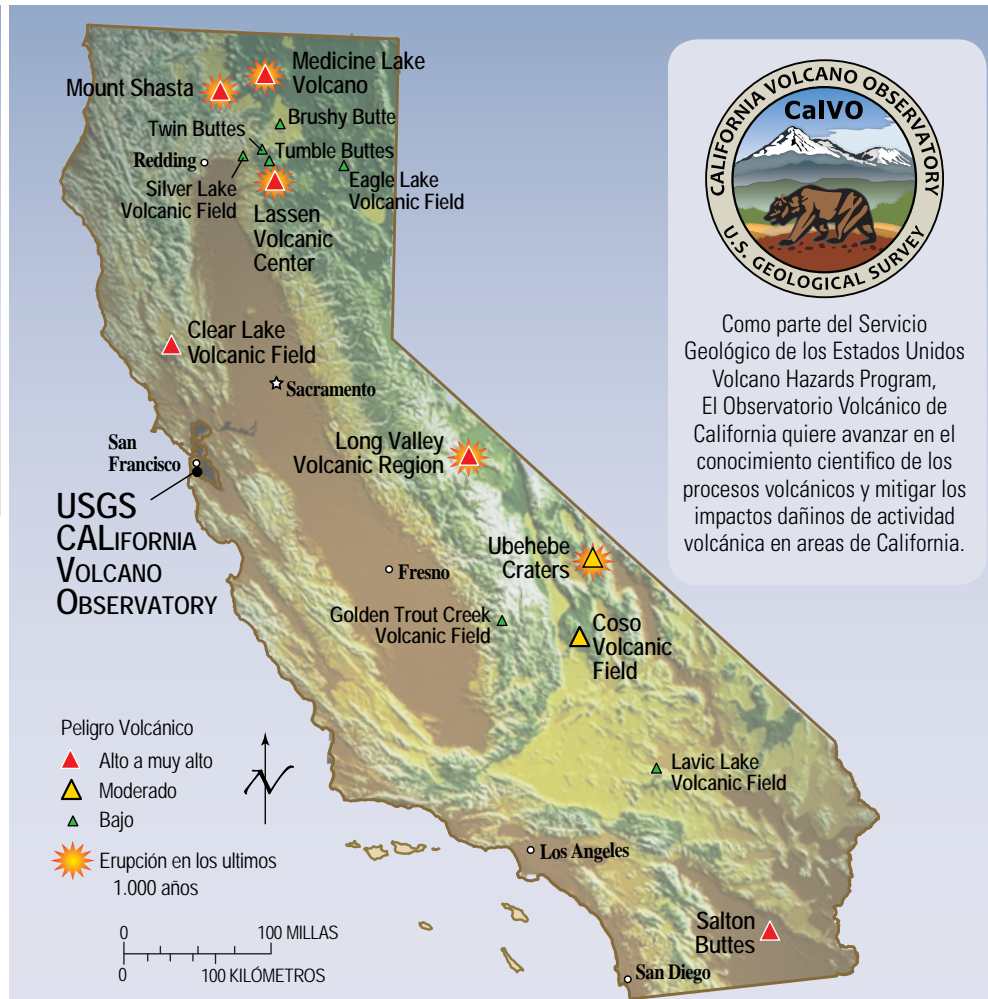 Medicine Lake
Volcano
Mount Shasta
Brushy Butte
Twin Buttes
Tumble Buttes
Redding
Silver Lake
Volcanic Field
Eagle Lake
Volcanic Field
Lassen
Volcanic
Center
Clear Lake
Volcanic Field
Sacramento
San
Francisco
Long Valley
Volcanic Region
USGS
CALIFORNIA
VOLCANO
OBSERVATORY
Ubehebe
Craters
Fresno
Golden Trout Creek
Volcanic Field
Coso
Volcanic
Field
Lavic Lake
Volcanic Field
Los Angeles
Salton
Buttes
San Diego
Peligro Volcánico
Alto a muy alto
Moderado
Bajo
Erupción en los ultimos
1.000 años
0 100 MILLAS
0 100 KILÓMETROS
CALIFORNIA VOLCANO OBSERVATORY
CalVO
U.S. GEOLOGICAL SURVEY
Como parte del Servicio
Geológico de los Estados Unidos
Volcano Hazards Program,
El Observatorio Volcánico de
California quiere avanzar en el
conocimiento cientifico de los
procesos volcánicos y mitigar los
impactos dañinos de actividad
volcánica en areas de California.